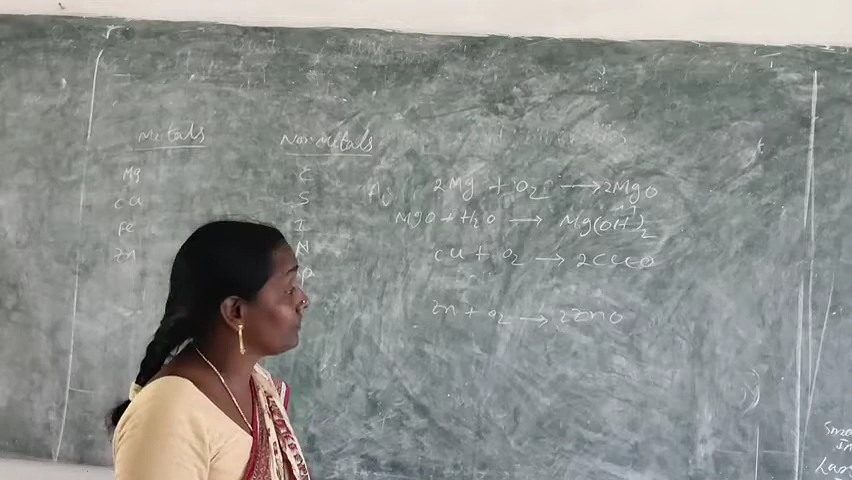 Metals
Non Metals
Mg
Cu
Fe
Zn
C
S
I
N
P
2Mg + O2 → 2MgO
MgO + H2O → Mg(OH)2
Cu + O2 → 2CuO
Zn + O2 → 2ZnO